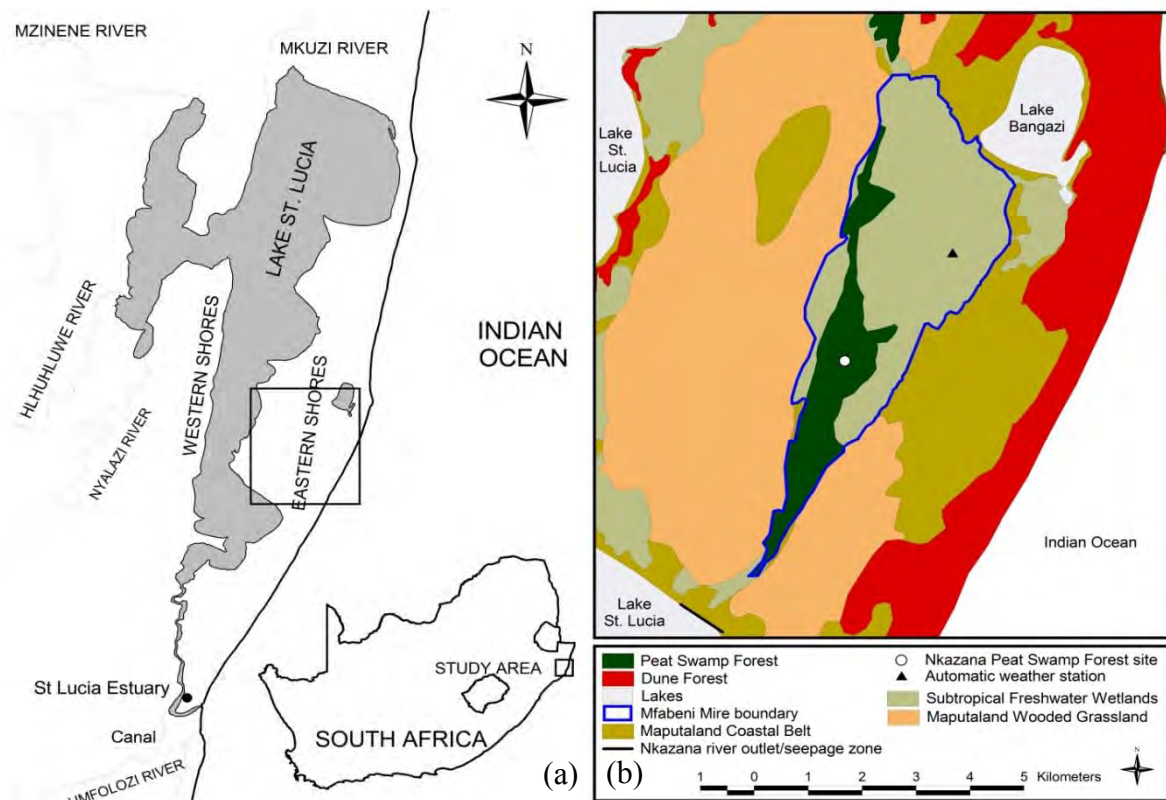 MZINENE RIVER
MKUZI RIVER
N
LAKE ST. LUCIA
WESTERN SHORES
EASTERN SHORES
HLHUHLUWE RIVER
NYALAZI RIVER
INDIAN
OCEAN
St Lucia Estuary
Canal
UMFOLOZI RIVER
STUDY AREA
SOUTH AFRICA
(a)
Lake
St.
Lucia
Lake
Bangazi
Indian Ocean
Lake
St. Lucia
Peat Swamp Forest
Dune Forest
Lakes
Mfabeni Mire boundary
Maputaland Coastal Belt
Nkazana river outlet/seepage zone
Nkazana Peat Swamp Forest site
Automatic weather station
Subtropical Freshwater Wetlands
Maputaland Wooded Grassland
(b)
1 0 1 2 3 4 5 Kilometers
N